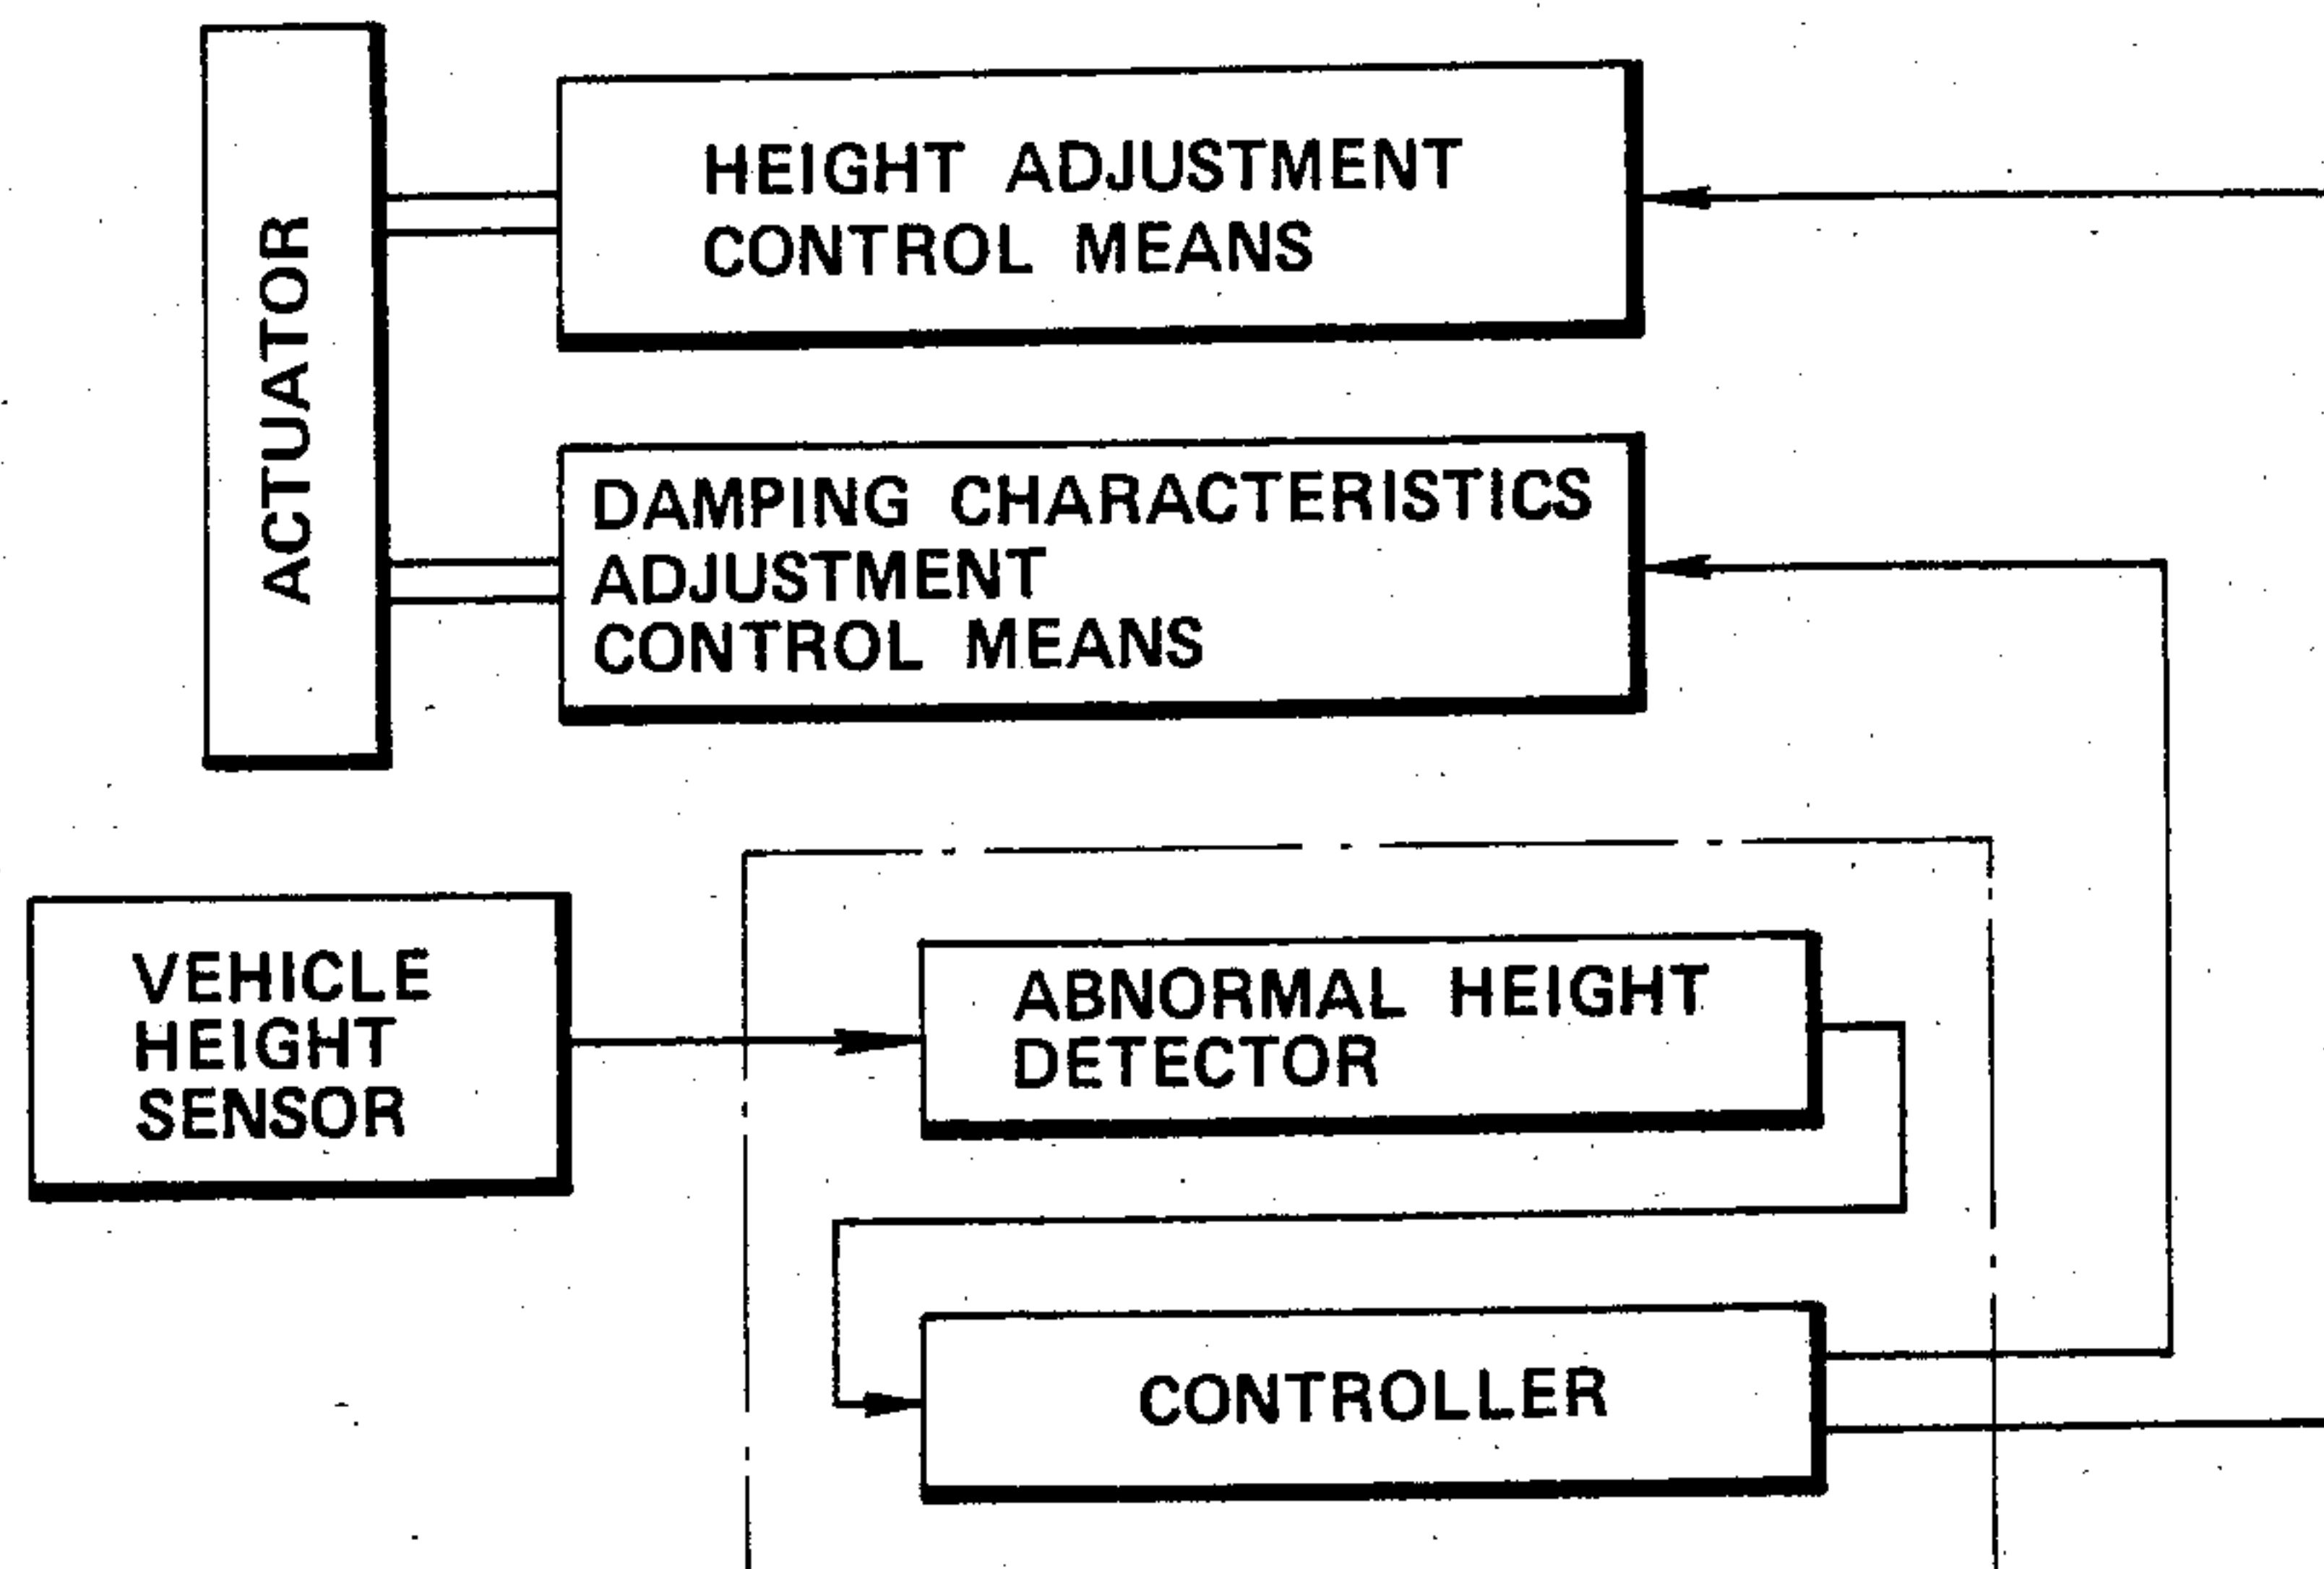 ACTUATOR
HEIGHT ADJUSTMENT
CONTROL MEANS
DAMPING CHARACTERISTICS
ADJUSTMENT
CONTROL MEANS
VEHICLE
HEIGHT
SENSOR
ABNORMAL HEIGHT
DETECTOR
CONTROLLER